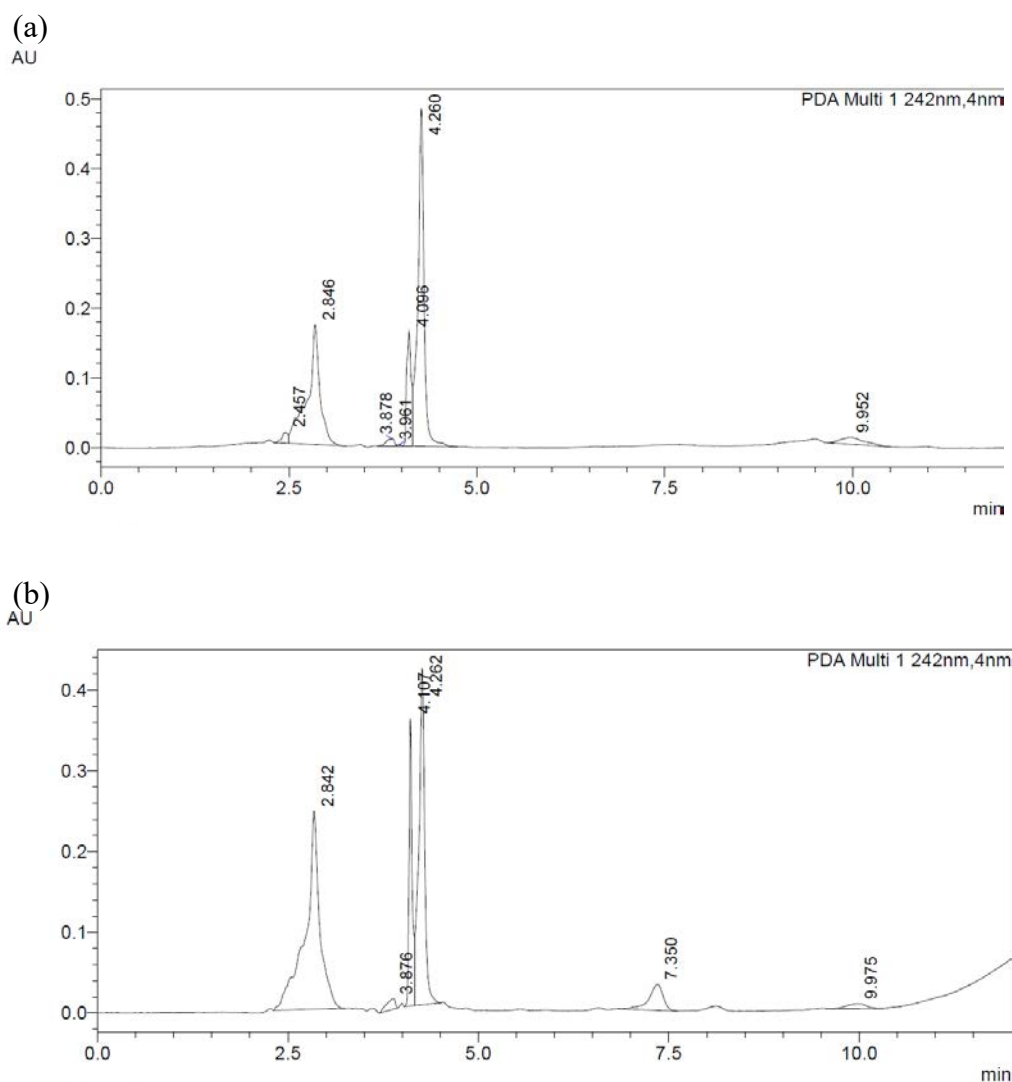 (a)
AU
PDA Multi 1 242nm,4nm
0.5
0.4
0.3
0.2
0.1
0.0
2.457
2.846
3.878
3.961
4.096
4.260
9.952
0.0 2.5 5.0 7.5 10.0
min
(b)
AU
PDA Multi 1 242nm,4nm
0.4
0.3
0.2
0.1
0.0
2.842
3.876
4.107
4.262
7.350
9.975
0.0 2.5 5.0 7.5 10.0
min